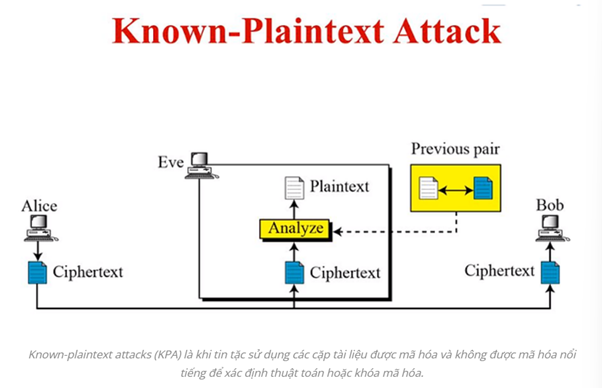 Known-Plaintext Attack
Previous pair
Eve
Plaintext
Alice
Analyze
Bob
Ciphertext
Ciphertext
Ciphertext
Known-plaintext attacks (KPA) là khi tin tặc sử dụng các cặp tài liệu được mã hóa và không được mã hóa nổi
tiếng để xác định thuật toán hoặc khóa mã hóa.